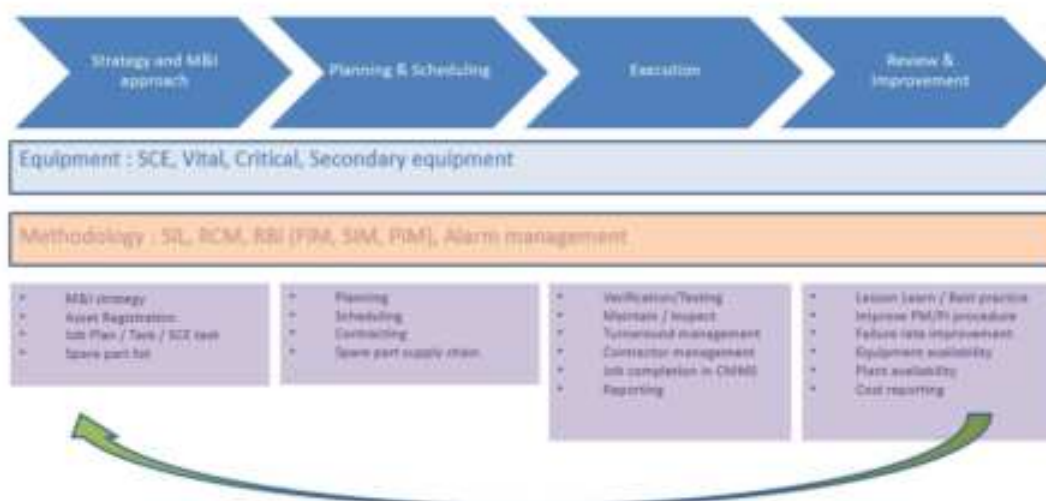 Strategy and M&I
approach
Planning & Scheduling
Execution
Review &
Improvement
Equipment : SCE, Vital, Critical, Secondary equipment
Methodology : SIL, RCM, RBI (FIM, SIM, PIM), Alarm management
• M&I strategy
• Asset Registration
• Job Plan / Task / SCE task
• Spare part list
• Planning
• Scheduling
• Contracting
• Spare part supply chain
• Verification/Testing
• Maintain / Inspect
• Turnaround management
• Contractor management
• Job completion in CMMS
• Reporting
• Lesson Learn / Best practice
• Improve PM/PI procedure
• Failure rate improvement
• Equipment availability
• Plant availability
• Cost reporting